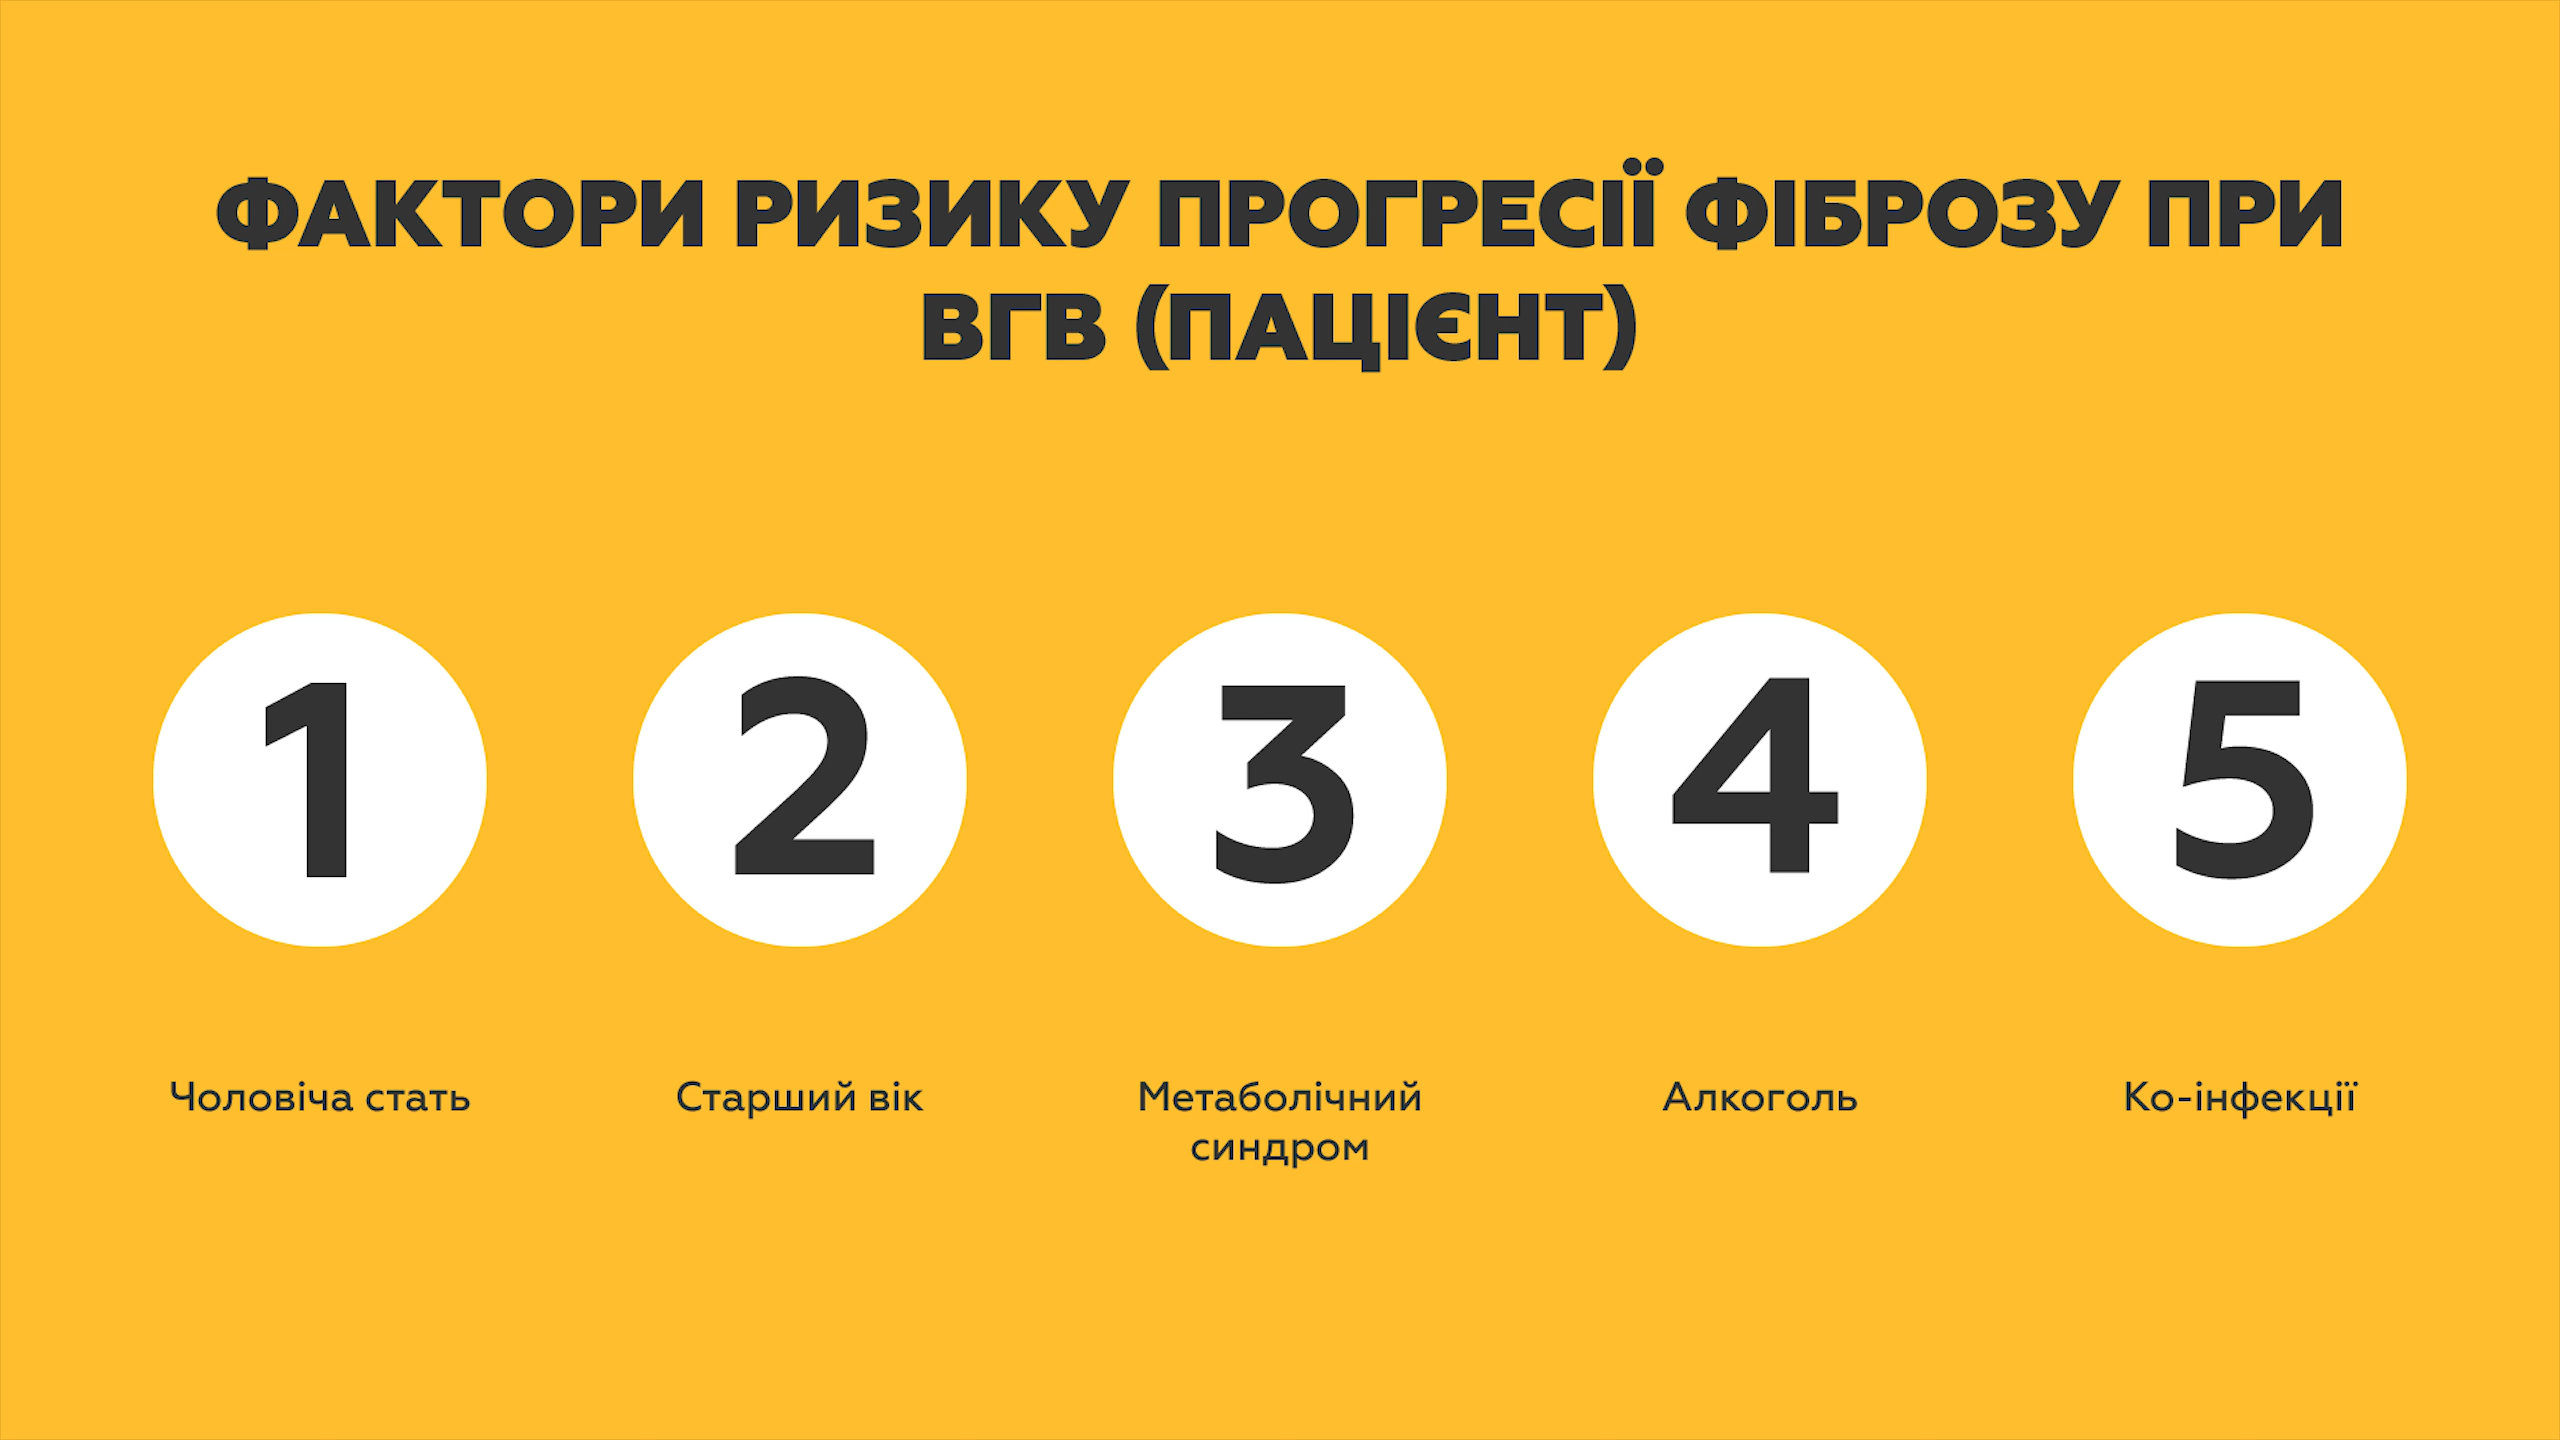 ФАКТОРИ РИЗИКУ ПРОГРЕСІЇ ФІБРОЗУ ПРИ
ВГВ (ПАЦІЄНТ)
1
2
3
4
5
Чоловіча стать
Старший вік
Метаболічний
синдром
Алкоголь
Ко-інфекції